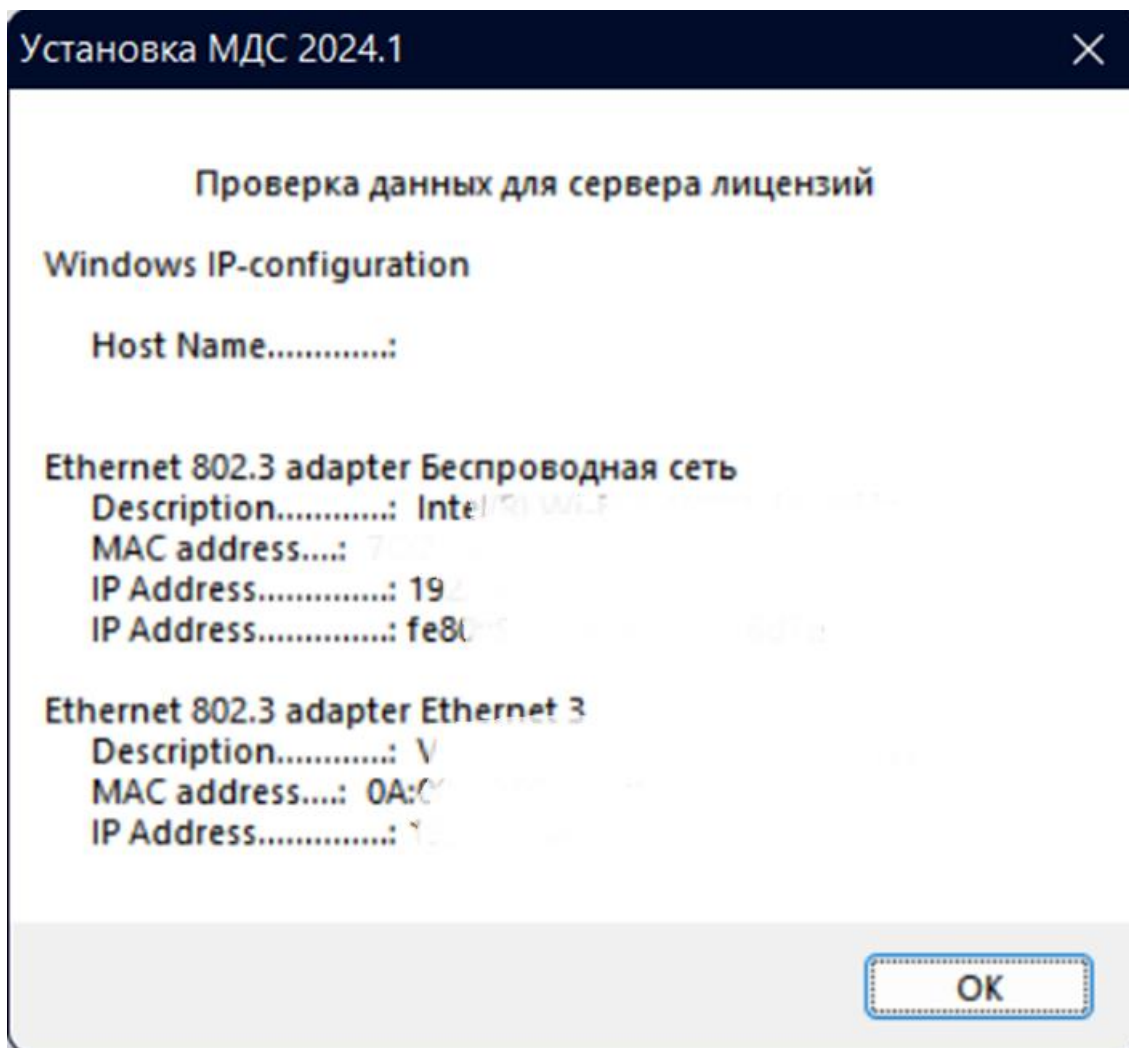 Установка МДС 2024.1
Проверка данных для сервера лицензий
Windows IP-configuration
Host Name.............:
Ethernet 802.3 adapter Беспроводная сеть
Description............: Intel
MAC address....:
IP Address..............: 19
IP Address..............: fe80
Ethernet 802.3 adapter Ethernet 3
Description............: V
MAC address....: 0A:
IP Address..............:
OK